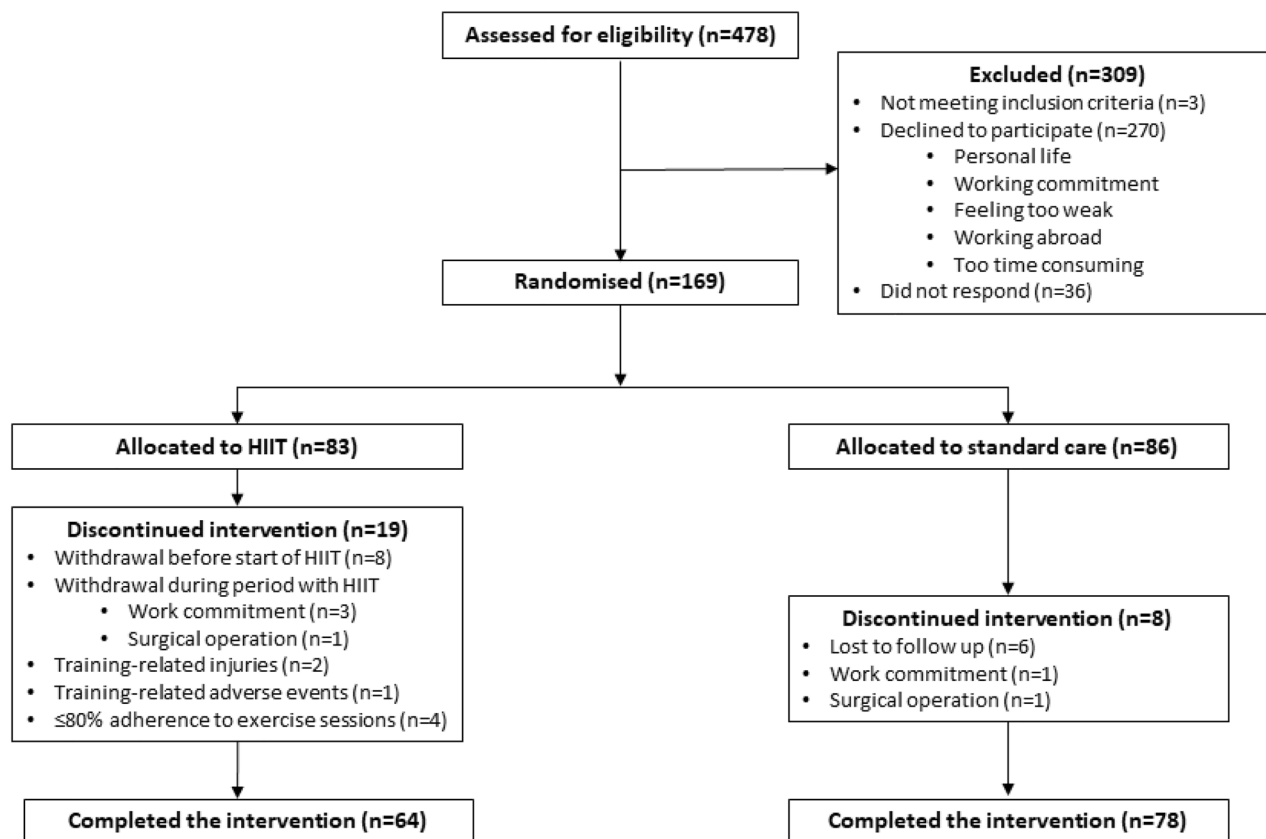 Assessed for eligibility (n=478)
Excluded (n=309)
• Not meeting inclusion criteria (n=3)
• Declined to participate (n=270)
• Personal life
• Working commitment
• Feeling too weak
• Working abroad
• Too time consuming
• Did not respond (n=36)
Randomised (n=169)
Allocated to HIIT (n=83)
Allocated to standard care (n=86)
Discontinued intervention (n=19)
• Withdrawal before start of HIIT (n=8)
• Withdrawal during period with HIIT
• Work commitment (n=3)
• Surgical operation (n=1)
• Training-related injuries (n=2)
• Training-related adverse events (n=1)
• ≤80% adherence to exercise sessions (n=4)
Discontinued intervention (n=8)
• Lost to follow up (n=6)
• Work commitment (n=1)
• Surgical operation (n=1)
Completed the intervention (n=64)
Completed the intervention (n=78)